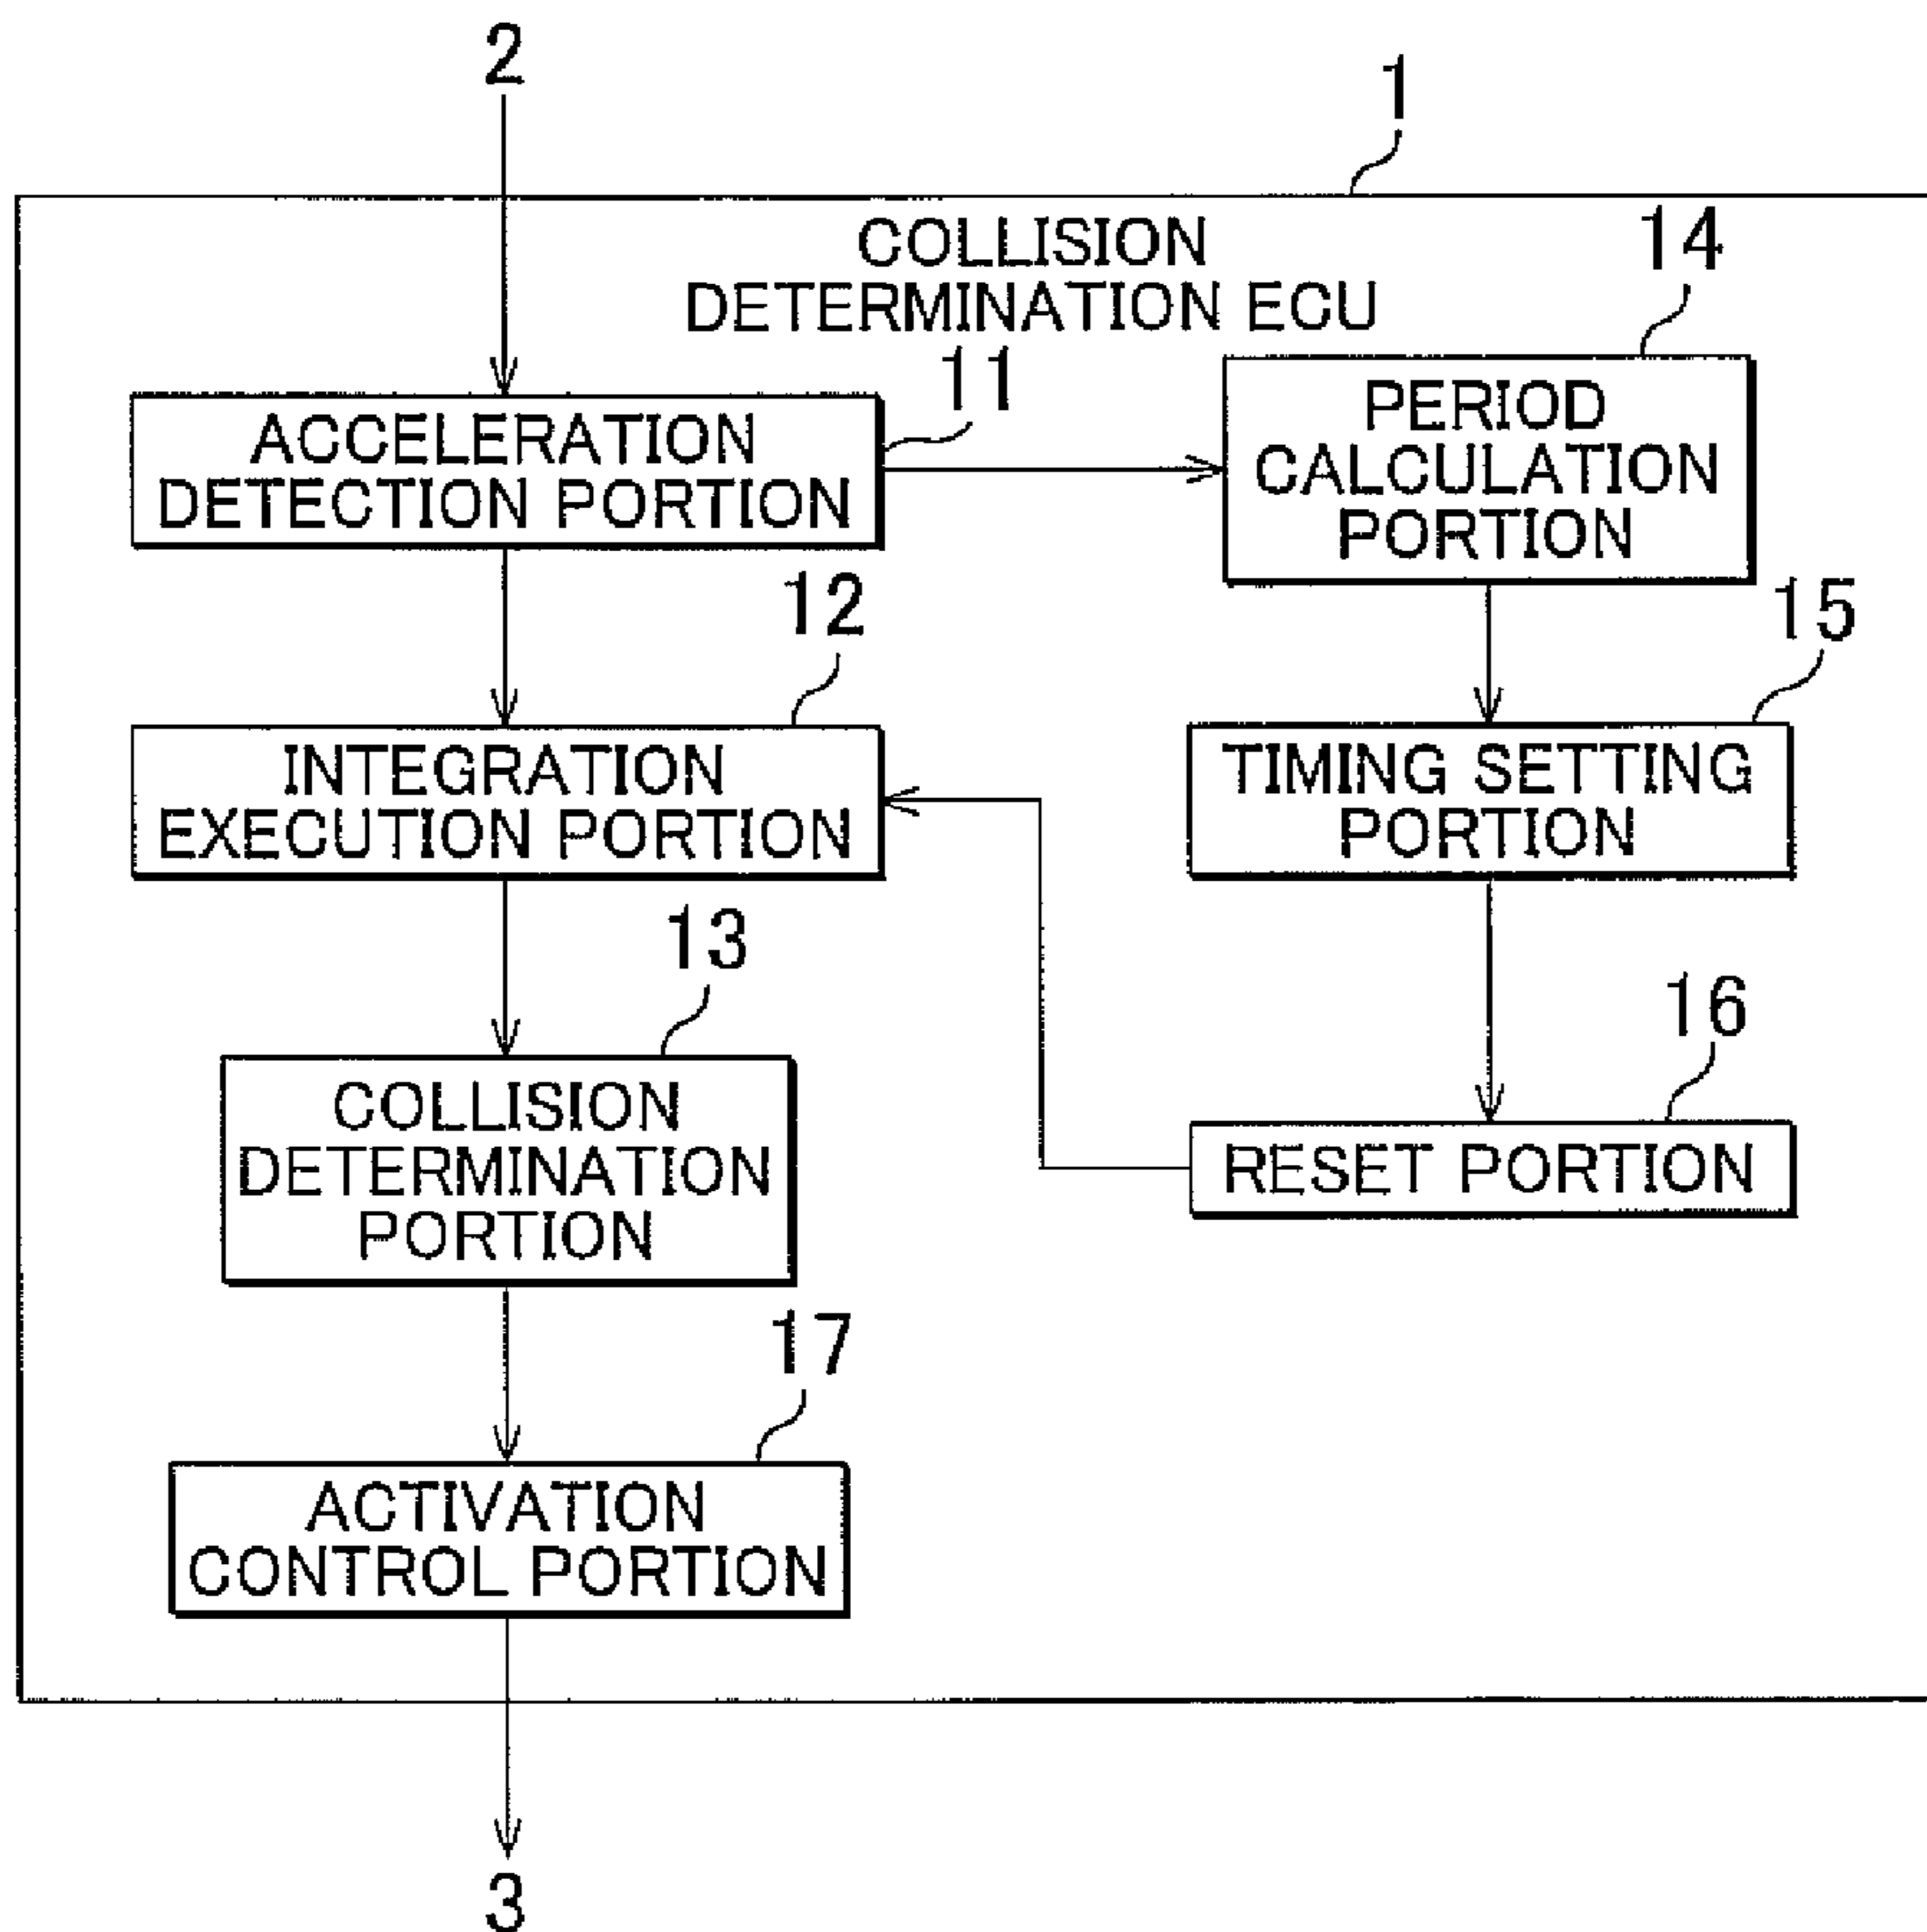 2
1
COLLISION
DETERMINATION ECU
14
11
ACCELERATION
DETECTION PORTION
PERIOD
CALCULATION
PORTION
12
15
INTEGRATION
EXECUTION PORTION
TIMING SETTING
PORTION
13
16
COLLISION
DETERMINATION
PORTION
RESET PORTION
17
ACTIVATION
CONTROL PORTION
3